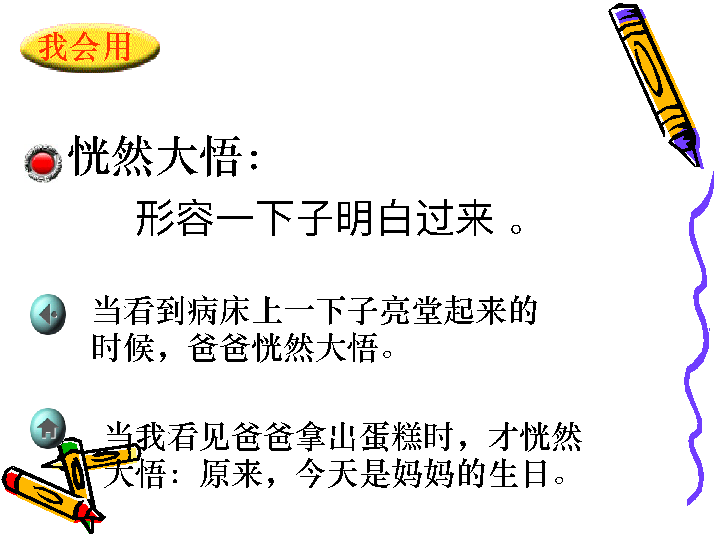 我会用
恍然大悟：
形容一下子明白过来 。
当看到病床上一下子亮堂起来的
时候，爸爸恍然大悟。
当我看见爸爸拿出蛋糕时，才恍然
大悟：原来，今天是妈妈的生日。